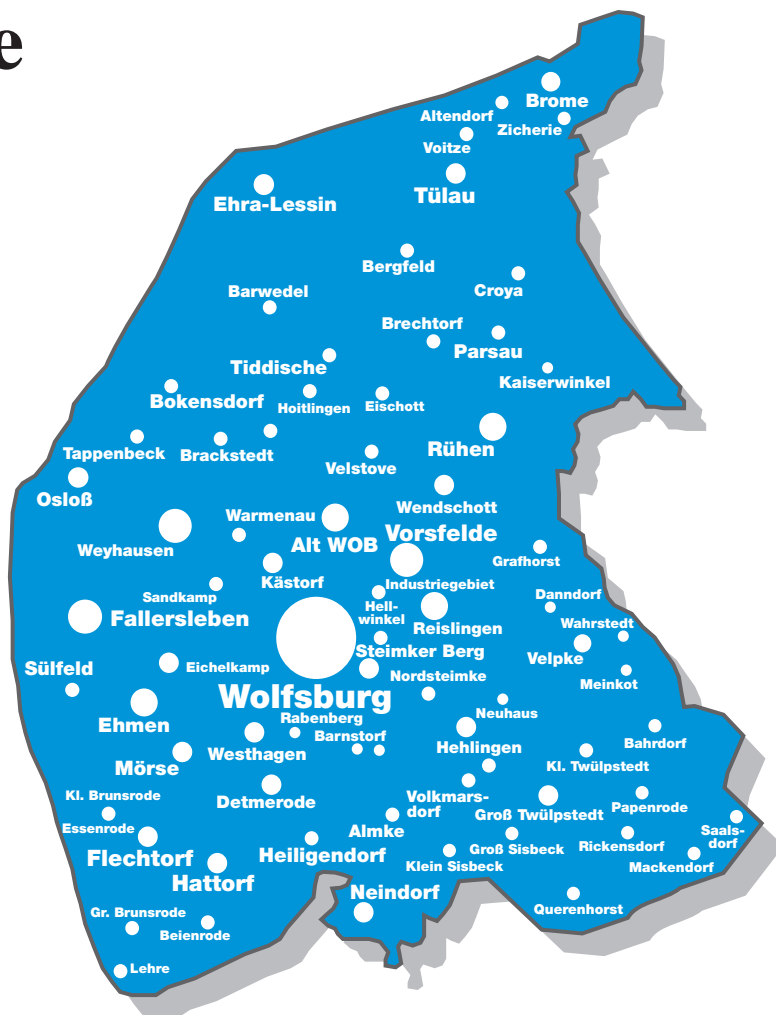 e
Brome
Altendorf
Zicherie
Voitze
Tülau
Ehra-Lessin
Bergfeld
Croya
Barwedel
Brechtorf
Parsau
Tiddische
Kaiserwinkel
Bokensdorf
Hoitlingen
Eischott
Rühen
Tappenbeck
Brackstedt
Velstove
Osloß
Wendschott
Warmenau
Vorsfelde
Weyhausen
Alt WOB
Grafhorst
Kästorf
Industriegebiet
Sandkamp
Danndorf
Hell-
winkel
Fallersleben
Reislingen
Wahrstedt
Steimker Berg
Velpke
Sülfeld
Eichelkamp
Nordsteimke
Meinkot
Wolfsburg
Neuhaus
Ehmen
Rabenberg
Barnstorf
Westhagen
Hehlingen
Bahrdorf
Mörse
Kl. Twülpstedt
Kl. Brunsrode
Detmerode
Volkmars-
dorf
Groß Twülpstedt
Papenrode
Essenrode
Almke
Saals-
dorf
Flechtorf
Heiligendorf
Groß Sisbeck
Rickensdorf
Klein Sisbeck
Mackendorf
Hattorf
Neindorf
Gr. Brunsrode
Querenhorst
Beienrode
Lehre